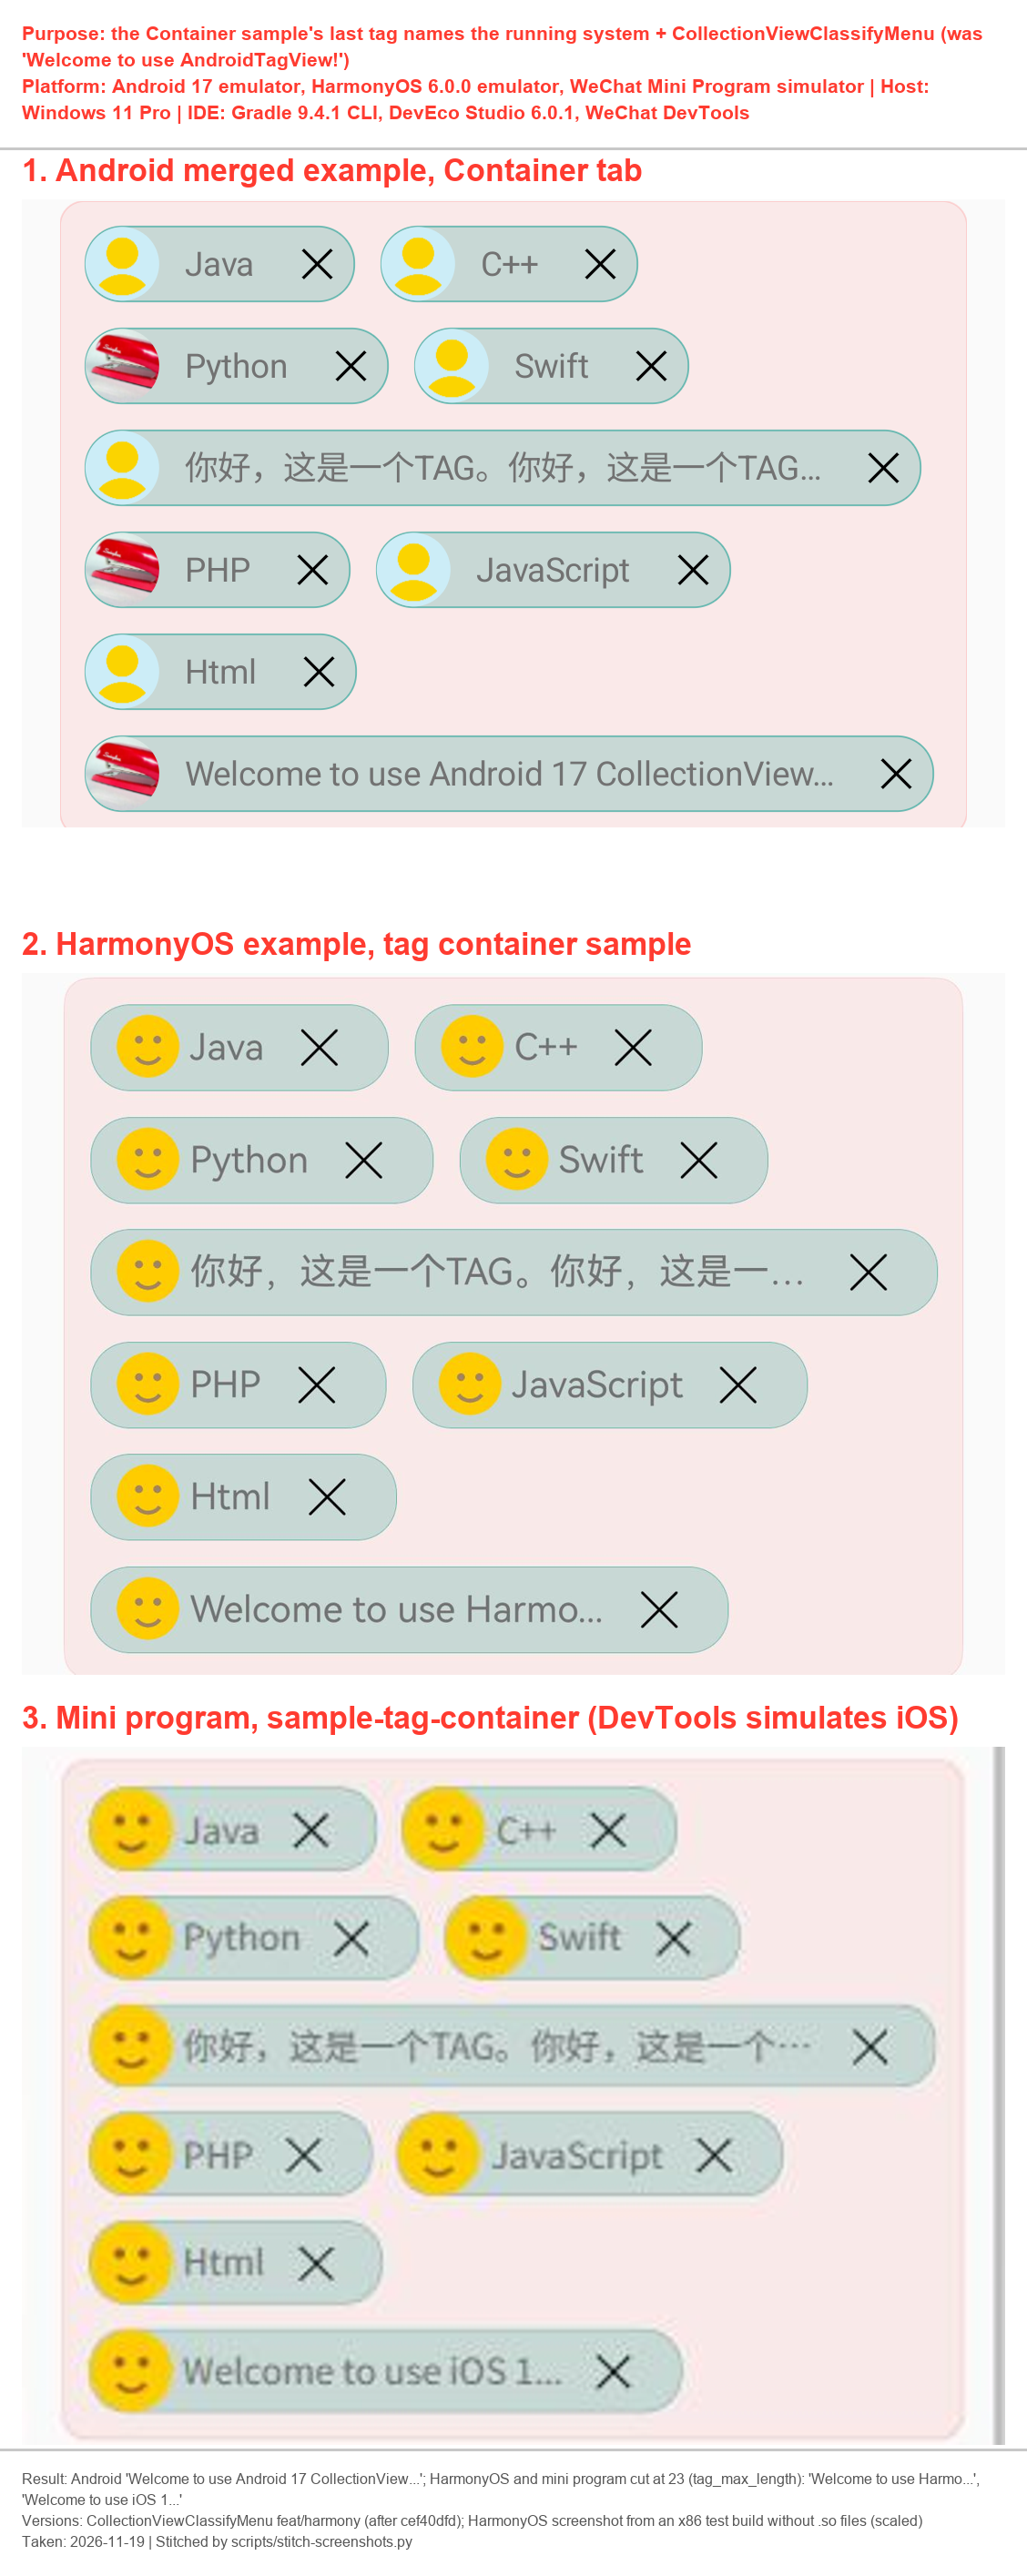 Purpose: the Container sample's last tag names the running system + CollectionViewClassifyMenu (was
'Welcome to use AndroidTagView!')
Platform: Android 17 emulator, HarmonyOS 6.0.0 emulator, WeChat Mini Program simulator | Host:
Windows 11 Pro | IDE: Gradle 9.4.1 CLI, DevEco Studio 6.0.1, WeChat DevTools
1. Android merged example, Container tab
Java
C++
Python
Swift
你好，这是一个TAG。你好，这是一个TAG...
PHP
JavaScript
Html
Welcome to use Android 17 CollectionView...
2. HarmonyOS example, tag container sample
Java
C++
Python
Swift
你好，这是一个TAG。你好，这是一...
PHP
JavaScript
Html
Welcome to use Harmo...
3. Mini program, sample-tag-container (DevTools simulates iOS)
Java
C++
Python
Swift
你好，这是一个TAG。你好，这是一个...
PHP
JavaScript
Html
Welcome to use iOS 1...
Result: Android 'Welcome to use Android 17 CollectionView...'; HarmonyOS and mini program cut at 23 (tag_max_length): 'Welcome to use Harmo...',
'Welcome to use iOS 1...'
Versions: CollectionViewClassifyMenu feat/harmony (after cef40dfd); HarmonyOS screenshot from an x86 test build without .so files (scaled)
Taken: 2026-11-19 | Stitched by scripts/stitch-screenshots.py